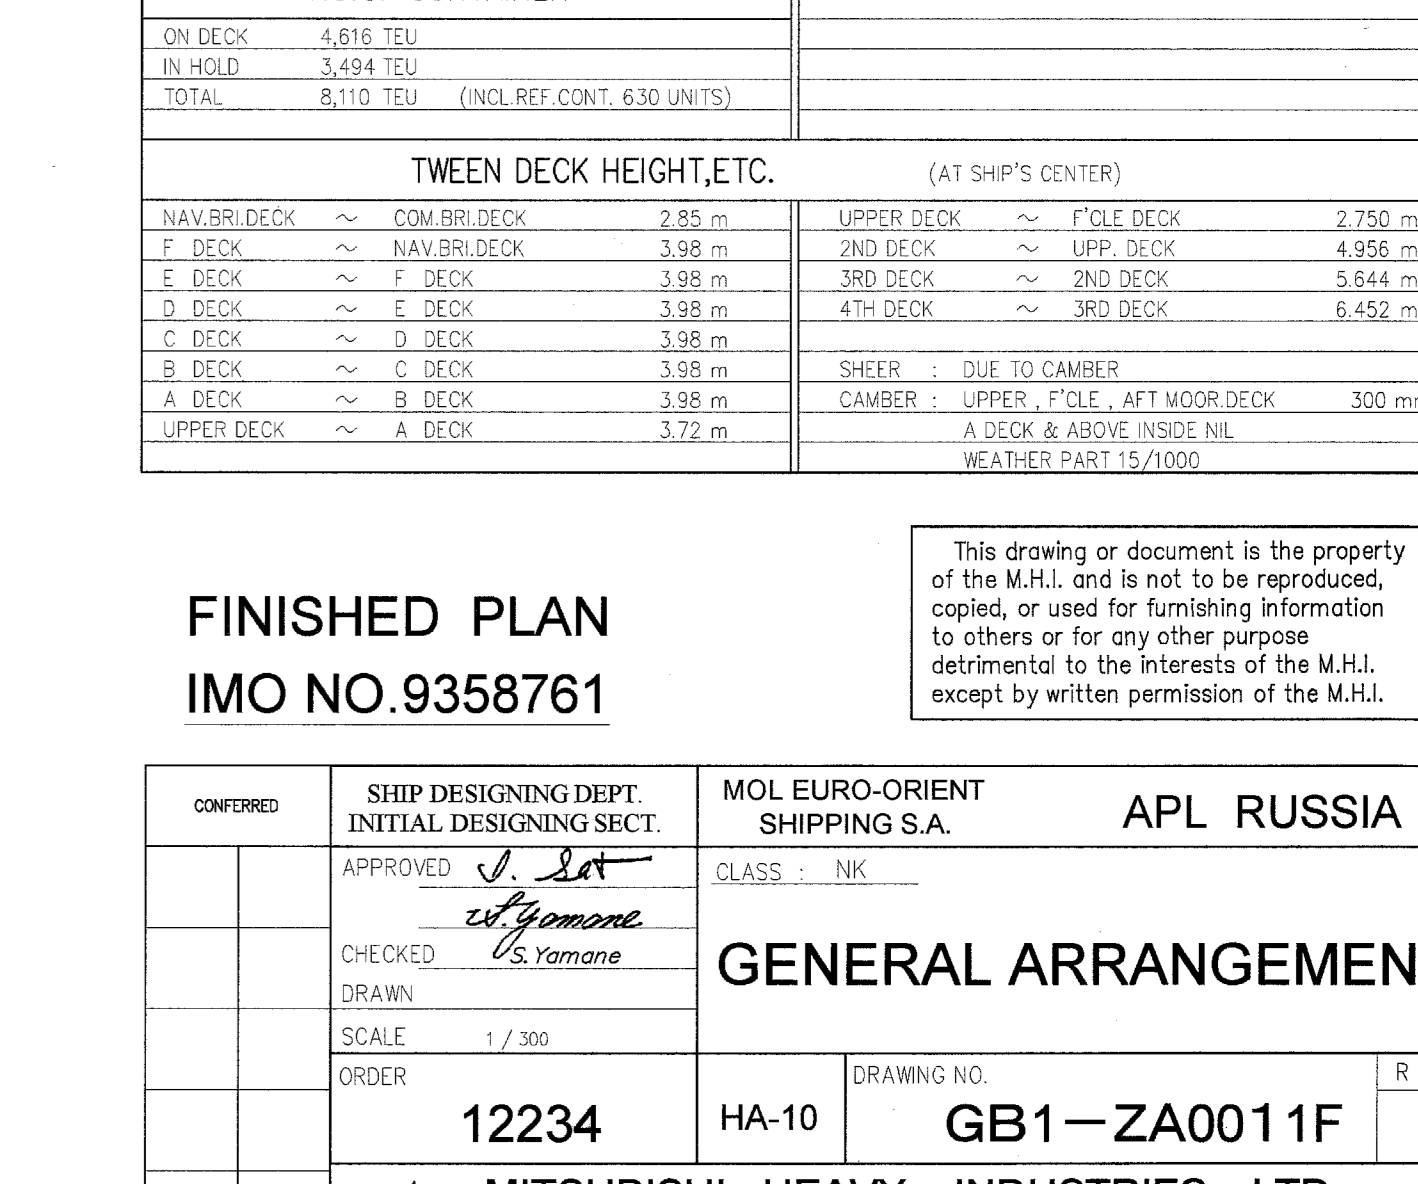 ON DECK 4,616 TEU
IN HOLD 3,494 TEU
TOTAL 8,110 TEU (INCL.REF.CONT. 630 UNITS)
TWEEN DECK HEIGHT,ETC. (AT SHIP'S CENTER)
NAV.BRI.DECK ~ COM.BRI.DECK 2.85 m
F DECK ~ NAV.BRI.DECK 3.98 m
E DECK ~ F DECK 3.98 m
D DECK ~ E DECK 3.98 m
C DECK ~ D DECK 3.98 m
B DECK ~ C DECK 3.98 m
A DECK ~ B DECK 3.98 m
UPPER DECK ~ A DECK 3.72 m
UPPER DECK ~ F'CLE DECK 2.750 m
2ND DECK ~ UPP. DECK 4.956 m
3RD DECK ~ 2ND DECK 5.644 m
4TH DECK ~ 3RD DECK 6.452 m
SHEER : DUE TO CAMBER
CAMBER : UPPER , F'CLE , AFT MOOR.DECK 300
A DECK & ABOVE INSIDE NIL
WEATHER PART 15/1000
This drawing or document is the property
of the M.H.I. and is not to be reproduced,
copied, or used for furnishing information
to others or for any other purpose
detrimental to the interests of the M.H.I.
except by written permission of the M.H.I.
FINISHED PLAN
IMO NO.9358761
CONFERRED
SHIP DESIGNING DEPT.
INITIAL DESIGNING SECT.
APPROVED
S. Yamane
CHECKED S. Yamane
DRAWN
SCALE 1 / 300
ORDER
12234
MOL EURO-ORIENT
SHIPPING S.A.
APL RUSSIA
CLASS : NK
GENERAL ARRANGEMEN
HA-10
DRAWING NO.
GB1-ZA0011F
R
MITSUBISHI HEAVY INDUSTRIES LTD